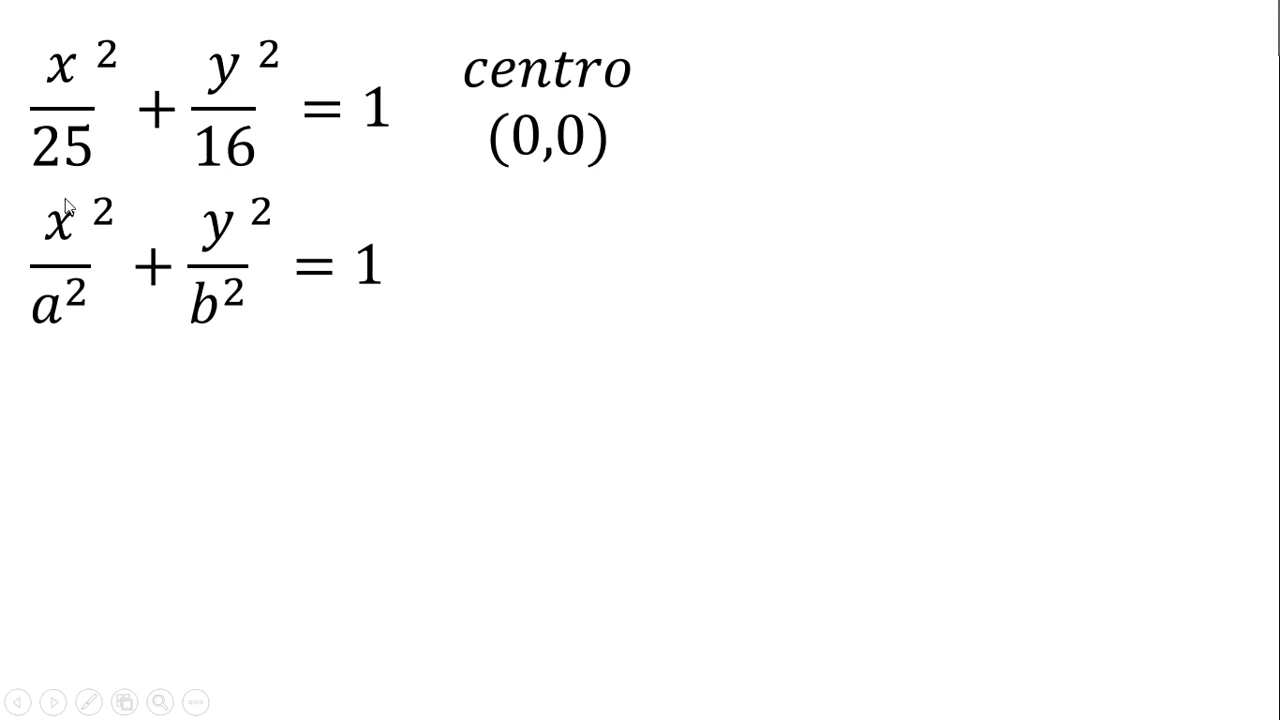 x²/25 + y²/16 = 1
centro
(0,0)
x²/a² + y²/b² = 1